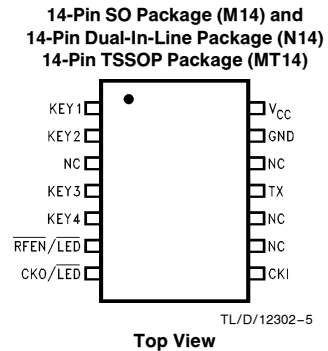 14-Pin SO Package (M14) and
14-Pin Dual-In-Line Package (N14)
14-Pin TSSOP Package (MT14)
KEY1 VCC
KEY2 GND
NC NC
KEY3 TX
KEY4 NC
RFEN/LED NC
CKO/LED CKI
TL/D/12302–5
Top View